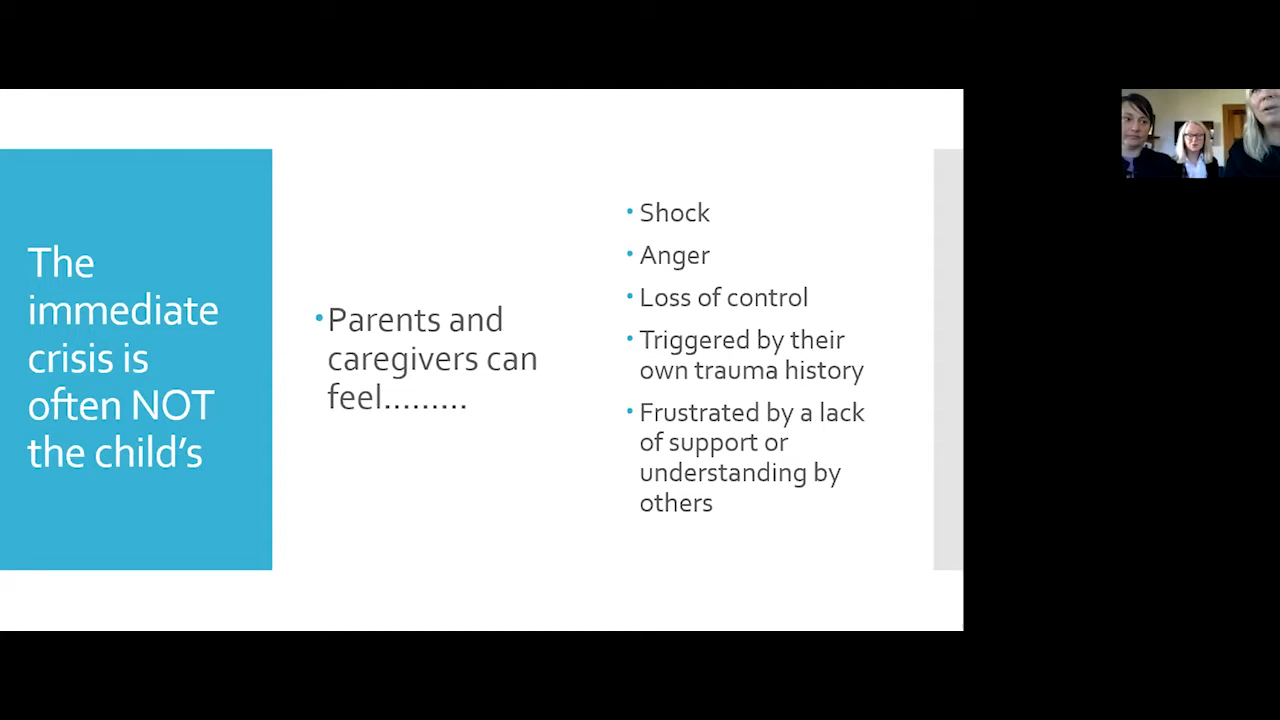 The
immediate
crisis is
often NOT
the child's
•Parents and
caregivers can
feel.........
• Shock
• Anger
• Loss of control
• Triggered by their
own trauma history
• Frustrated by a lack
of support or
understanding by
others